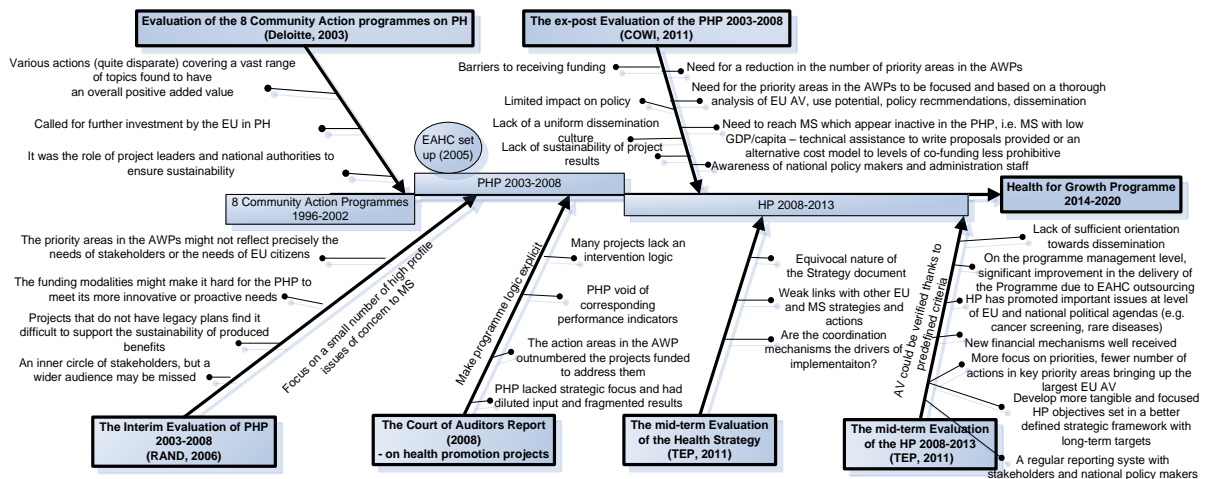 Evaluation of the 8 Community Action programmes on PH
(Deloitte, 2003)
Various actions (quite disparate) covering a vast range
of topics found to have
an overall positive added value
Called for further investment by the EU in PH
It was the role of project leaders and national authorities to
ensure sustainability
The ex-post Evaluation of the PHP 2003-2008
(COWI, 2011)
Barriers to receiving funding
Limited impact on policy
Lack of a uniform dissemination
culture
Lack of sustainability of project
results
Need for a reduction in the number of priority areas in the AWPs
Need for the priority areas in the AWPs to be focused and based on a thorough
analysis of EU AV, use potential, policy recmmendations, dissemination
Need to reach MS which appear inactive in the PHP, i.e. MS with low
GDP/capita – technical assistance to write proposals provided or an
alternative cost model to levels of co-funding less prohibitive
Awareness of national policy makers and administration staff
EAHC set
up (2005)
8 Community Action Programmes
1996-2002
PHP 2003-2008
HP 2008-2013
Health for Growth Programme
2014-2020
The priority areas in the AWPs might not reflect precisely the
needs of stakeholders or the needs of EU citizens
The funding modalities might make it hard for the PHP to
meet its more innovative or proactive needs
Projects that do not have legacy plans find it
difficult to support the sustainability of produced
benefits
An inner circle of stakeholders, but a
wider audience may be missed
Focus on a small number of high profile
issues of concern to MS
The Interim Evaluation of PHP
2003-2008
(RAND, 2006)
Make programme logic explicit
Many projects lack an
intervention logic
PHP void of
corresponding
performance indicators
The action areas in the AWP
outnumbered the projects funded
to address them
PHP lacked strategic focus and had
diluted input and fragmented results
The Court of Auditors Report
(2008)
- on health promotion projects
Equivocal nature of
the Strategy document
Weak links with other EU
and MS strategies and
actions
Are the coordination
mechanisms the drivers of
implementaiton?
The mid-term Evaluation
of the Health Strategy
(TEP, 2011)
AV could be verified thanks to
predefined criteria
Lack of sufficient orientation
towards dissemination
On the programme management level,
significant improvement in the delivery of
the Programme due to EAHC outsourcing
HP has promoted important issues at level
of EU and national political agendas (e.g.
cancer screening, rare diseases)
New financial mechanisms well received
More focus on priorities, fewer number of
actions in key priority areas bringing up the
largest EU AV
Develop more tangible and focused
HP objectives set in a better
defined strategic framework with
long-term targets
A regular reporting syste with
stakeholders and national policy makers
The mid-term Evaluation
of the HP 2008-2013
(TEP, 2011)